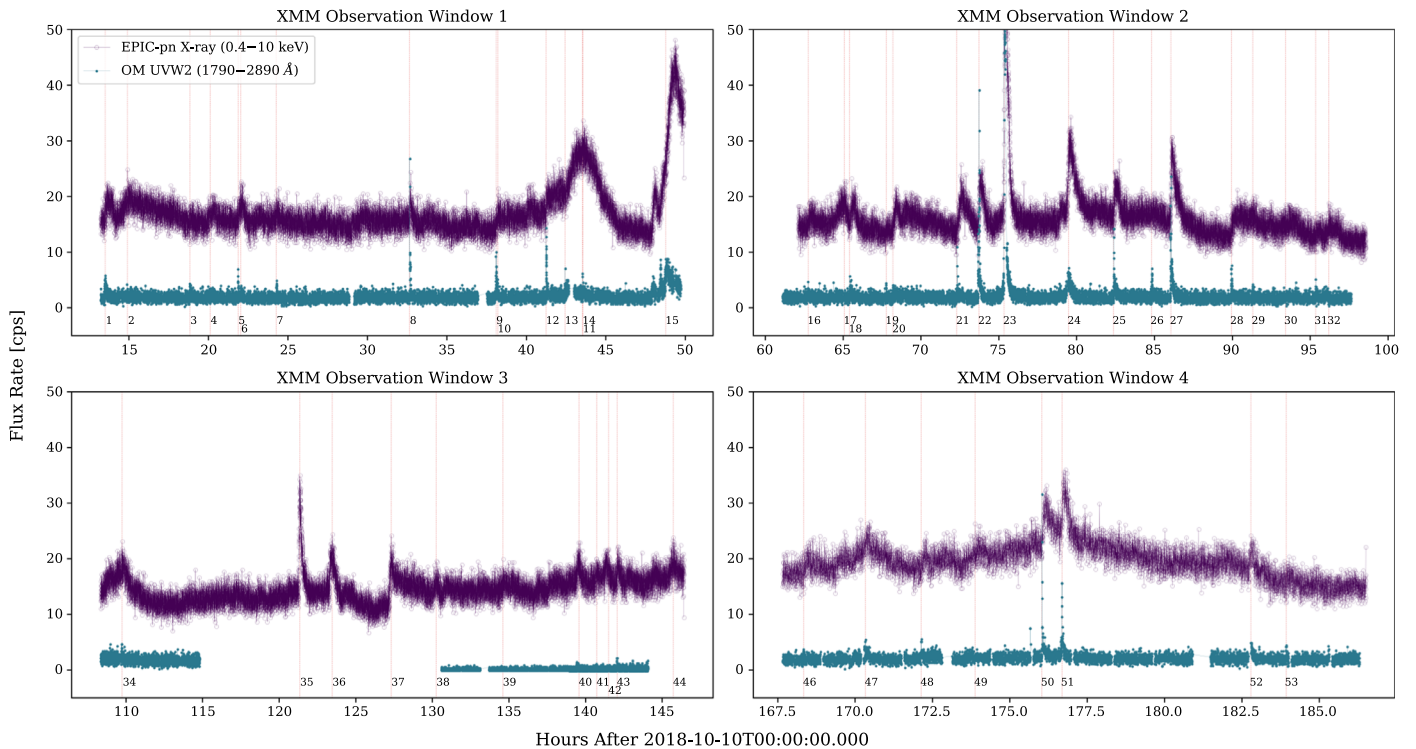 XMM Observation Window 1
50
40
30
20
10
0
EPIC-pn X-ray (0.4−10 keV)
OM UVW2 (1790−2890 Å)
1 2 3 4 5 7 8 9 12 13 14 15
6 10 11
15 20 25 30 35 40 45 50
XMM Observation Window 2
50
40
30
20
10
0
16 17 19 21 22 23 24 25 26 27 28 29 30 31 32
18 20
60 65 70 75 80 85 90 95 100
Flux Rate [cps]
XMM Observation Window 3
50
40
30
20
10
0
34 35 36 37 38 39 40 41 43 44
42
110 115 120 125 130 135 140 145
XMM Observation Window 4
50
40
30
20
10
0
46 47 48 49 50 51 52 53
167.5 170.0 172.5 175.0 177.5 180.0 182.5 185.0
Hours After 2018-10-10T00:00:00.000